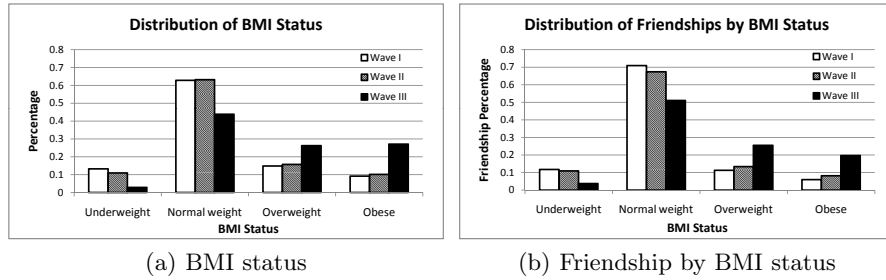 Distribution of BMI Status
Percentage
0.8
0.7
0.6
0.5
0.4
0.3
0.2
0.1
0
Wave I
Wave II
Wave III
Underweight Normal weight Overweight Obese
BMI Status
(a) BMI status
Distribution of Friendships by BMI Status
Friendship Percentage
0.8
0.7
0.6
0.5
0.4
0.3
0.2
0.1
0
Wave I
Wave II
Wave III
Underweight Normal weight Overweight Obese
BMI Status
(b) Friendship by BMI status